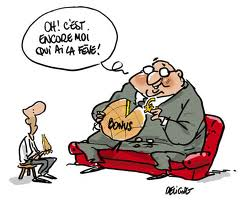 OH! C'EST
ENCORE MOI
QUI AI LA FÈVE!
BONUS
DELIGNE